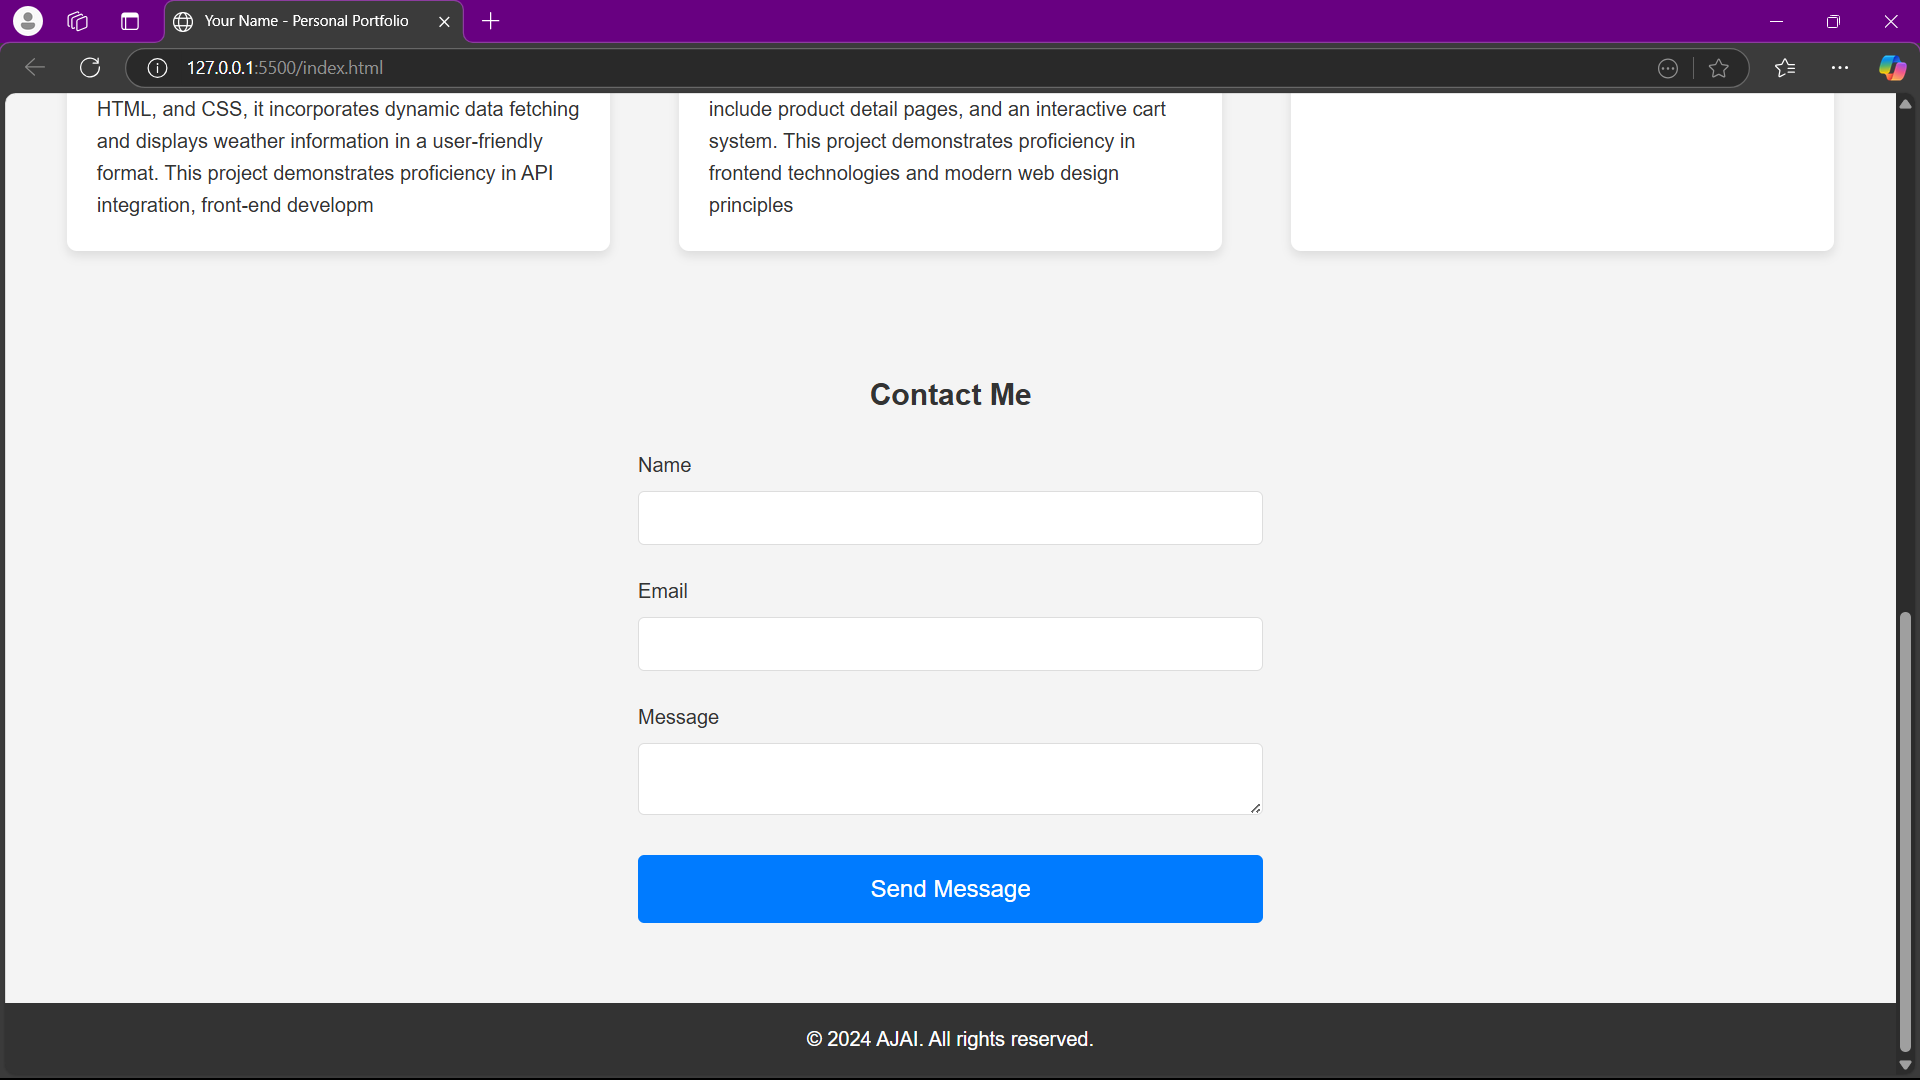 Your Name - Personal Portfolio
127.0.0.1:5500/index.html
HTML, and CSS, it incorporates dynamic data fetching
and displays weather information in a user-friendly
format. This project demonstrates proficiency in API
integration, front-end developm
include product detail pages, and an interactive cart
system. This project demonstrates proficiency in
frontend technologies and modern web design
principles
Contact Me
Name
Email
Message
Send Message
© 2024 AJAI. All rights reserved.